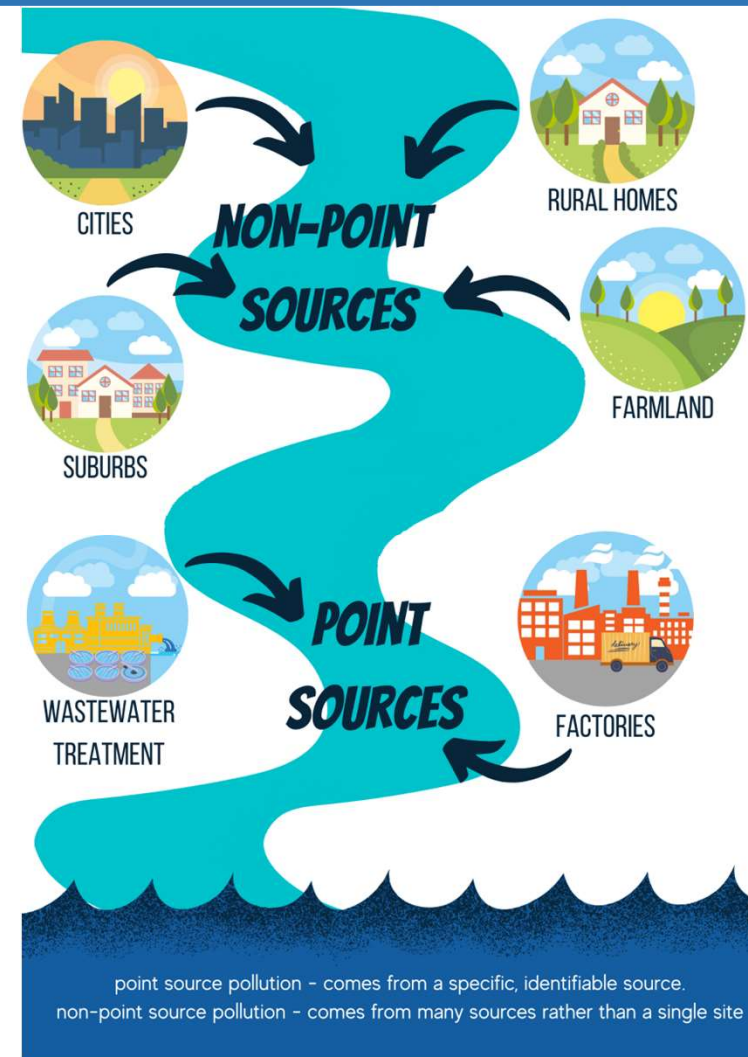 CITIES
RURAL HOMES
NON-POINT
SOURCES
SUBURBS
FARMLAND
WASTEWATER
TREATMENT
POINT
SOURCES
delivery
FACTORIES
point source pollution - comes from a specific, identifiable source.
non-point source pollution - comes from many sources rather than a single site